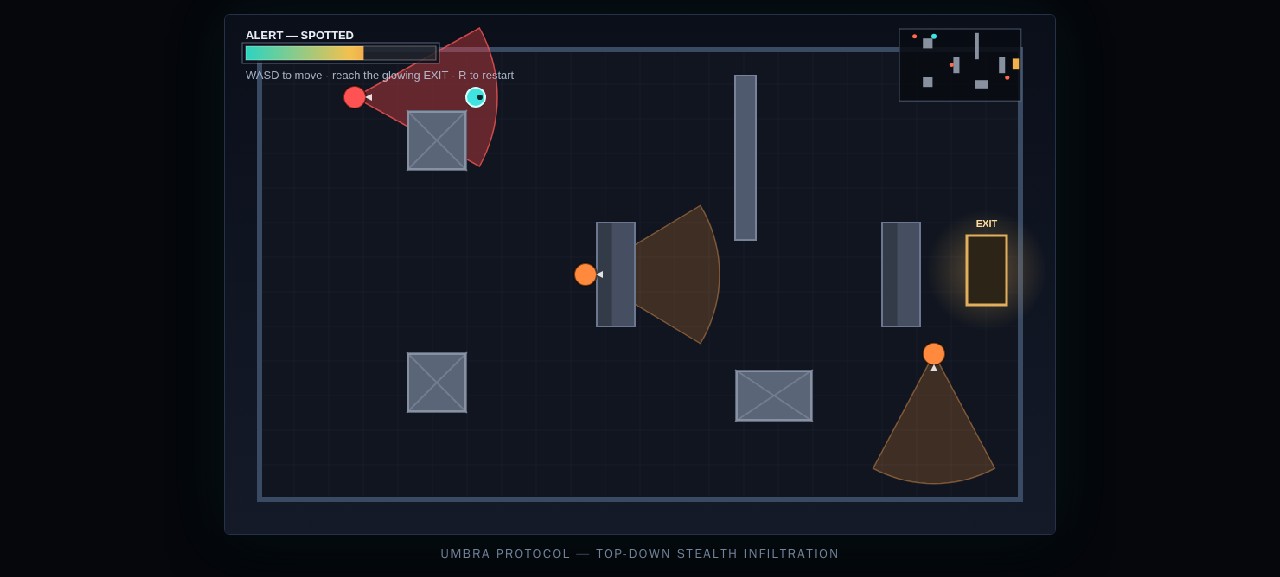 ALERT — SPOTTED
WASD to move · reach the glowing EXIT · R to restart
EXIT
UMBRA PROTOCOL — TOP-DOWN STEALTH INFILTRATION